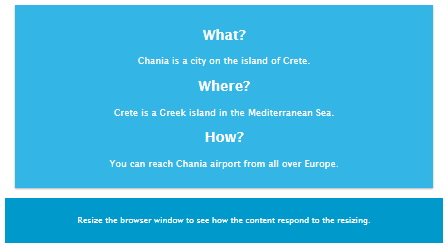 What?
Chania is a city on the island of Crete.
Where?
Crete is a Greek island in the Mediterranean Sea.
How?
You can reach Chania airport from all over Europe.
Resize the browser window to see how the content respond to the resizing.